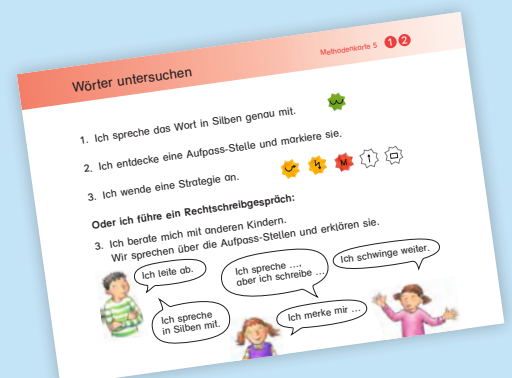 Methodenkarte 5 1 2
Wörter untersuchen
1. Ich spreche das Wort in Silben genau mit.
2. Ich entdecke eine Aufpass-Stelle und markiere sie.
3. Ich wende eine Strategie an.
M
Oder ich führe ein Rechtschreibgespräch:
3. Ich berate mich mit anderen Kindern.
Wir sprechen über die Aufpass-Stellen und erklären sie.
Ich leite ab.
Ich spreche ...,
aber ich schreibe ...
Ich schwinge weiter.
Ich spreche
in Silben mit.
Ich merke mir ...